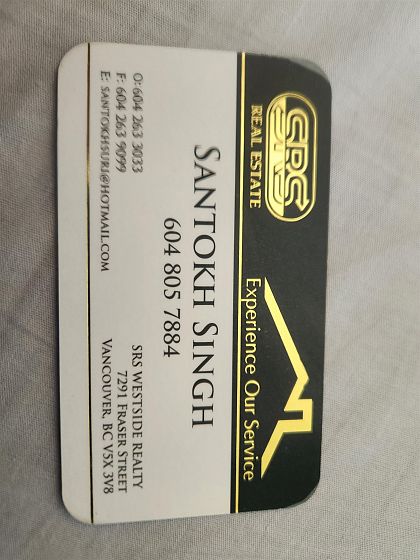 SRS
REAL ESTATE
Experience Our Service
SANTOKH SINGH
604 805 7884
O: 604 263 3033
F: 604 263 9099
E: SANTOKHSURI@HOTMAIL.COM
SRS WESTSIDE REALTY
7291 FRASER STREET
VANCOUVER, BC V5X 3V8